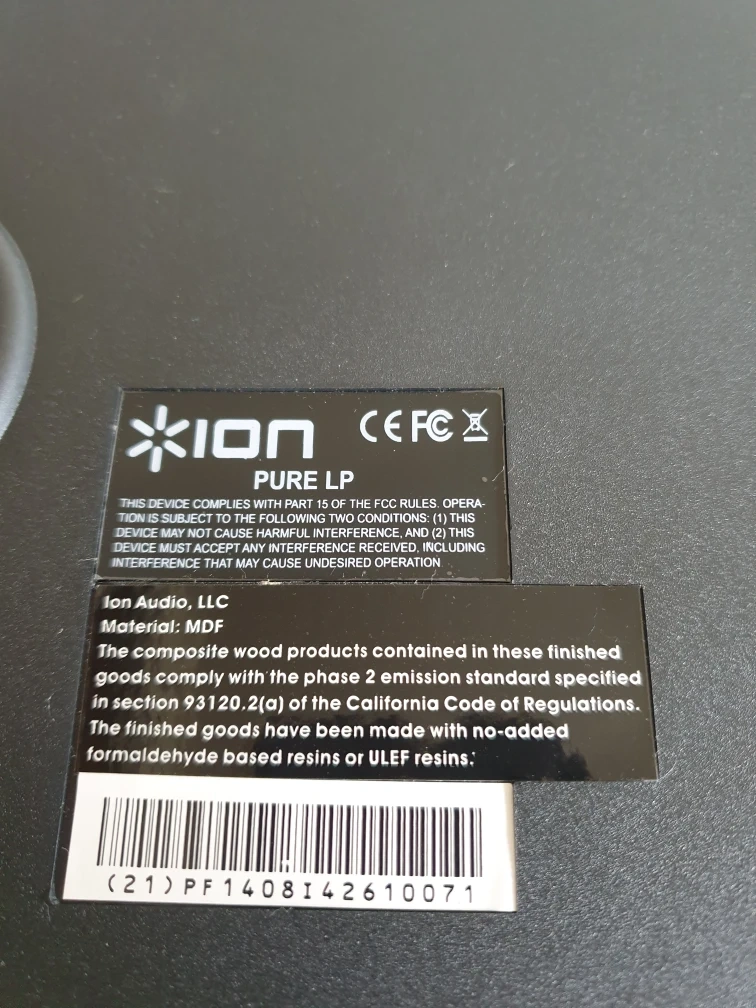 ion
CE FC
PURE LP
THIS DEVICE COMPLIES WITH PART 15 OF THE FCC RULES. OPERA-
TION IS SUBJECT TO THE FOLLOWING TWO CONDITIONS: (1) THIS
DEVICE MAY NOT CAUSE HARMFUL INTERFERENCE, AND (2) THIS
DEVICE MUST ACCEPT ANY INTERFERENCE RECEIVED, INCLUDING
INTERFERENCE THAT MAY CAUSE UNDESIRED OPERATION
Ion Audio, LLC
Material: MDF
The composite wood products contained in these finished
goods comply with the phase 2 emission standard specified
in section 93120.2(a) of the California Code of Regulations.
The finished goods have been made with no-added
formaldehyde based resins or ULEF resins.
(21)PF1408I42610071